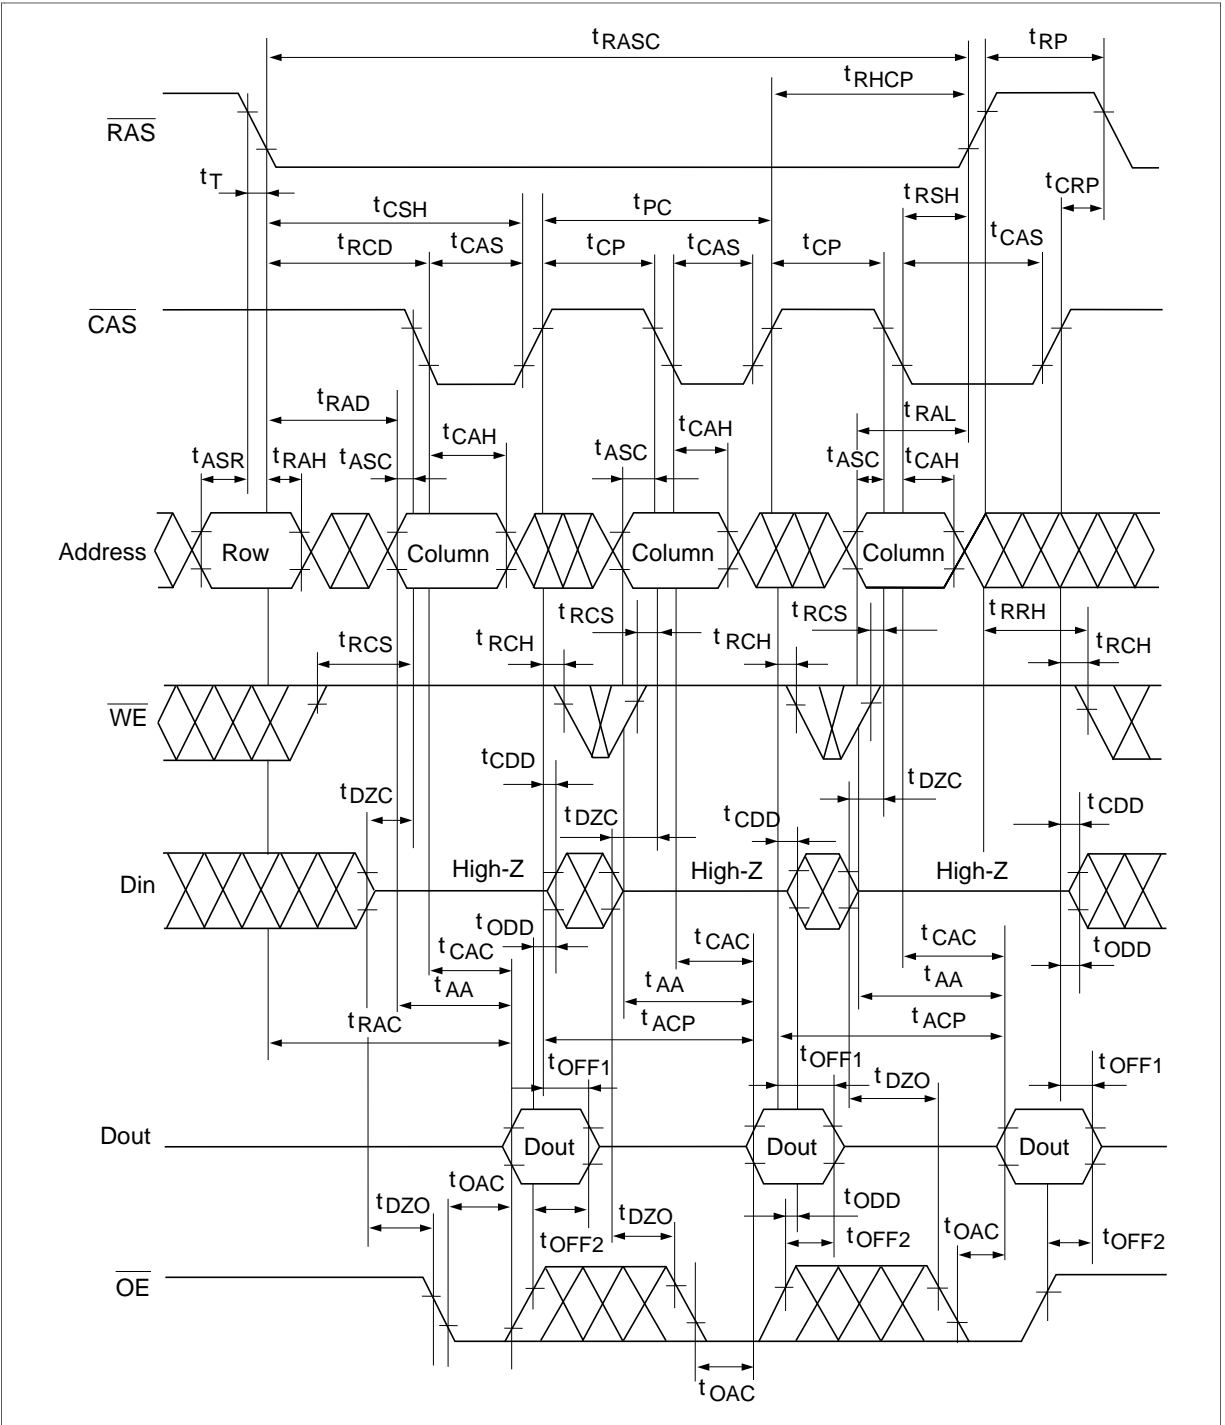 tRASC tRP
tRHCP
RAS
tT tCSH tPC tRSH tCRP
tRCD tCAS tCP tCAS tCP tCAS
CAS
tRAD tRAL
tASR tRAH tASC tCAH tASC tCAH tASC tCAH
Address Row Column Column Column
tRCS tRCH tRCS tRCH tRCS tRRH tRCH
WE
tDZC tCDD tDZC tCDD tDZC tCDD
Din High-Z High-Z High-Z
tODD tCAC tCAC tCAC tODD
tAA tAA tAA
tRAC tACP tACP
tOFF1 tOFF1 tDZO tOFF1
Dout Dout Dout Dout
tDZO tOAC tOFF2 tDZO tODD tOFF2 tOAC tOFF2
OE
tOAC